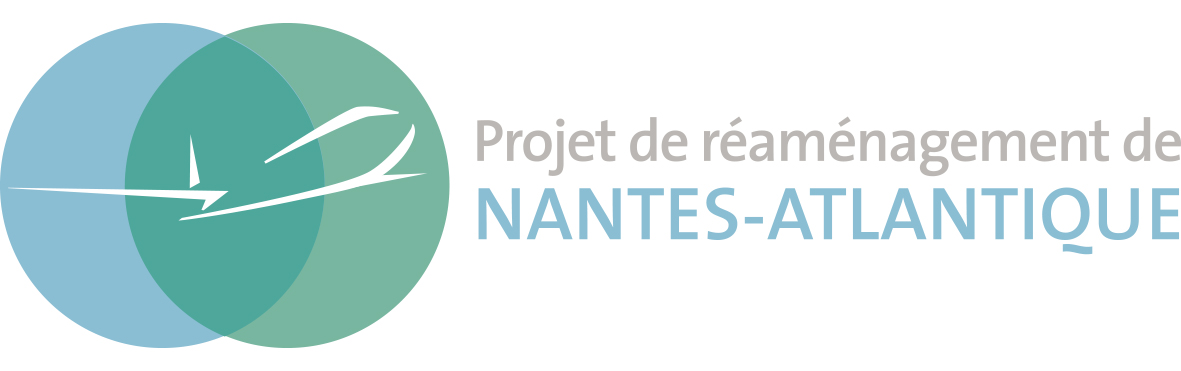 Projet de réaménagement de
NANTES-ATLANTIQUE